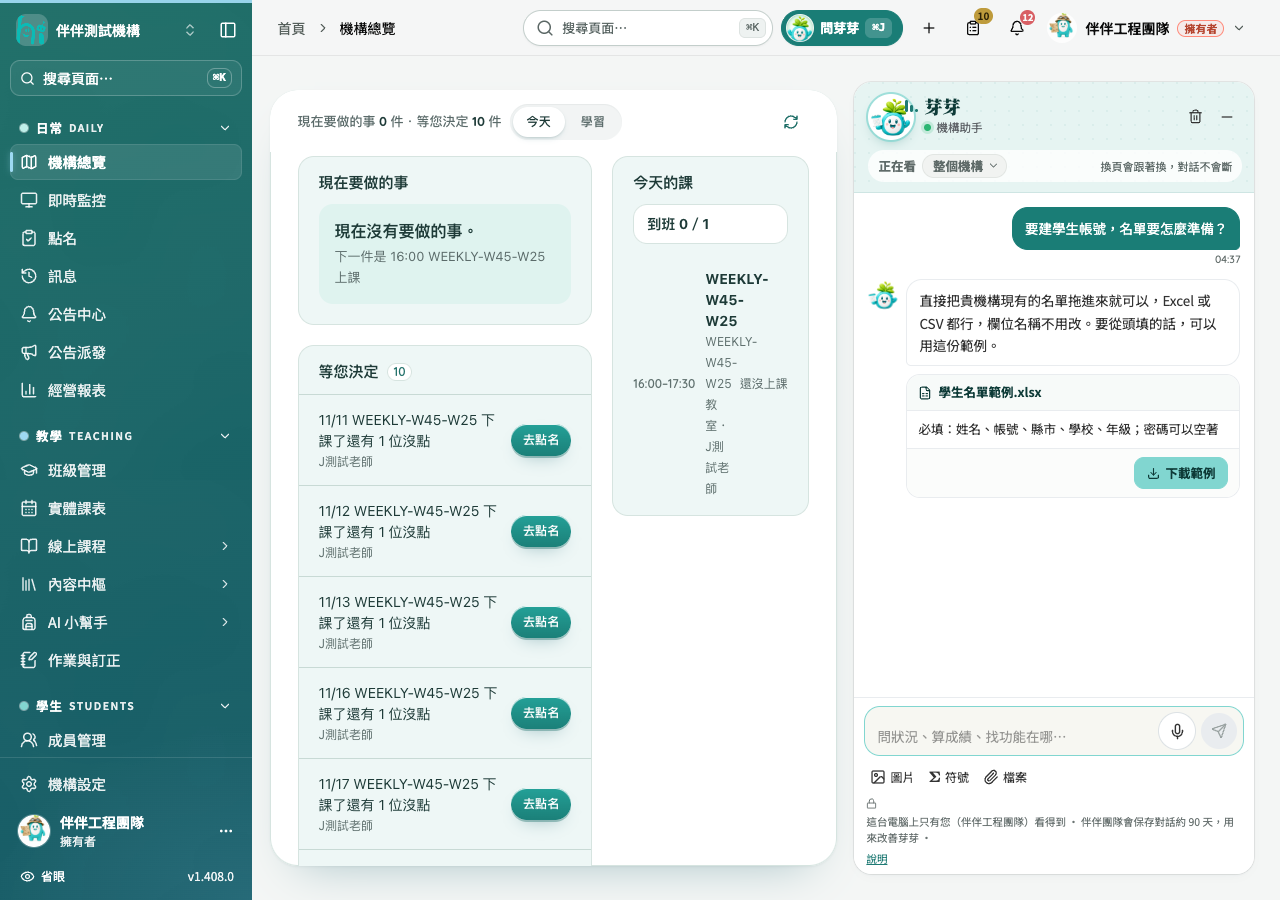 伴伴測試機構
搜尋頁面… ⌘K
日常 DAILY
機構總覽
即時監控
點名
訊息
公告中心
公告派發
經營報表
教學 TEACHING
班級管理
實體課表
線上課程
內容中樞
AI 小幫手
作業與訂正
學生 STUDENTS
成員管理
機構設定
伴伴工程團隊
擁有者
省眼 v1.408.0
首頁 > 機構總覽
搜尋頁面… ⌘K
問芽芽 ⌘J
10
12
伴伴工程團隊 擁有者
現在要做的事 0 件 · 等您決定 10 件
今天 學習
現在要做的事
現在沒有要做的事。
下一件是 16:00 WEEKLY-W45-W25
上課
等您決定 10
11/11 WEEKLY-W45-W25 下
課了還有 1 位沒點
J測試老師
去點名
11/12 WEEKLY-W45-W25 下
課了還有 1 位沒點
J測試老師
去點名
11/13 WEEKLY-W45-W25 下
課了還有 1 位沒點
J測試老師
去點名
11/16 WEEKLY-W45-W25 下
課了還有 1 位沒點
J測試老師
去點名
11/17 WEEKLY-W45-W25 下
課了還有 1 位沒點
J測試老師
去點名
今天的課
到班 0 / 1
16:00–17:30
WEEKLY-
W45-
W25
WEEKLY-
W45-
W25
教
室 ·
J測
試老
師
還沒上課
芽芽
機構助手
正在看 整個機構
換頁會跟著換，對話不會斷
要建學生帳號，名單要怎麼準備？
04:37
直接把貴機構現有的名單拖進來就可以，Excel 或
CSV 都行，欄位名稱不用改。要從頭填的話，可以
用這份範例。
學生名單範例.xlsx
必填：姓名、帳號、縣市、學校、年級；密碼可以空著
下載範例
問狀況、算成績、找功能在哪…
圖片 符號 檔案
這台電腦上只有您（伴伴工程團隊）看得到 · 伴伴團隊會保存對話約 90 天，用
來改善芽芽 ·
說明